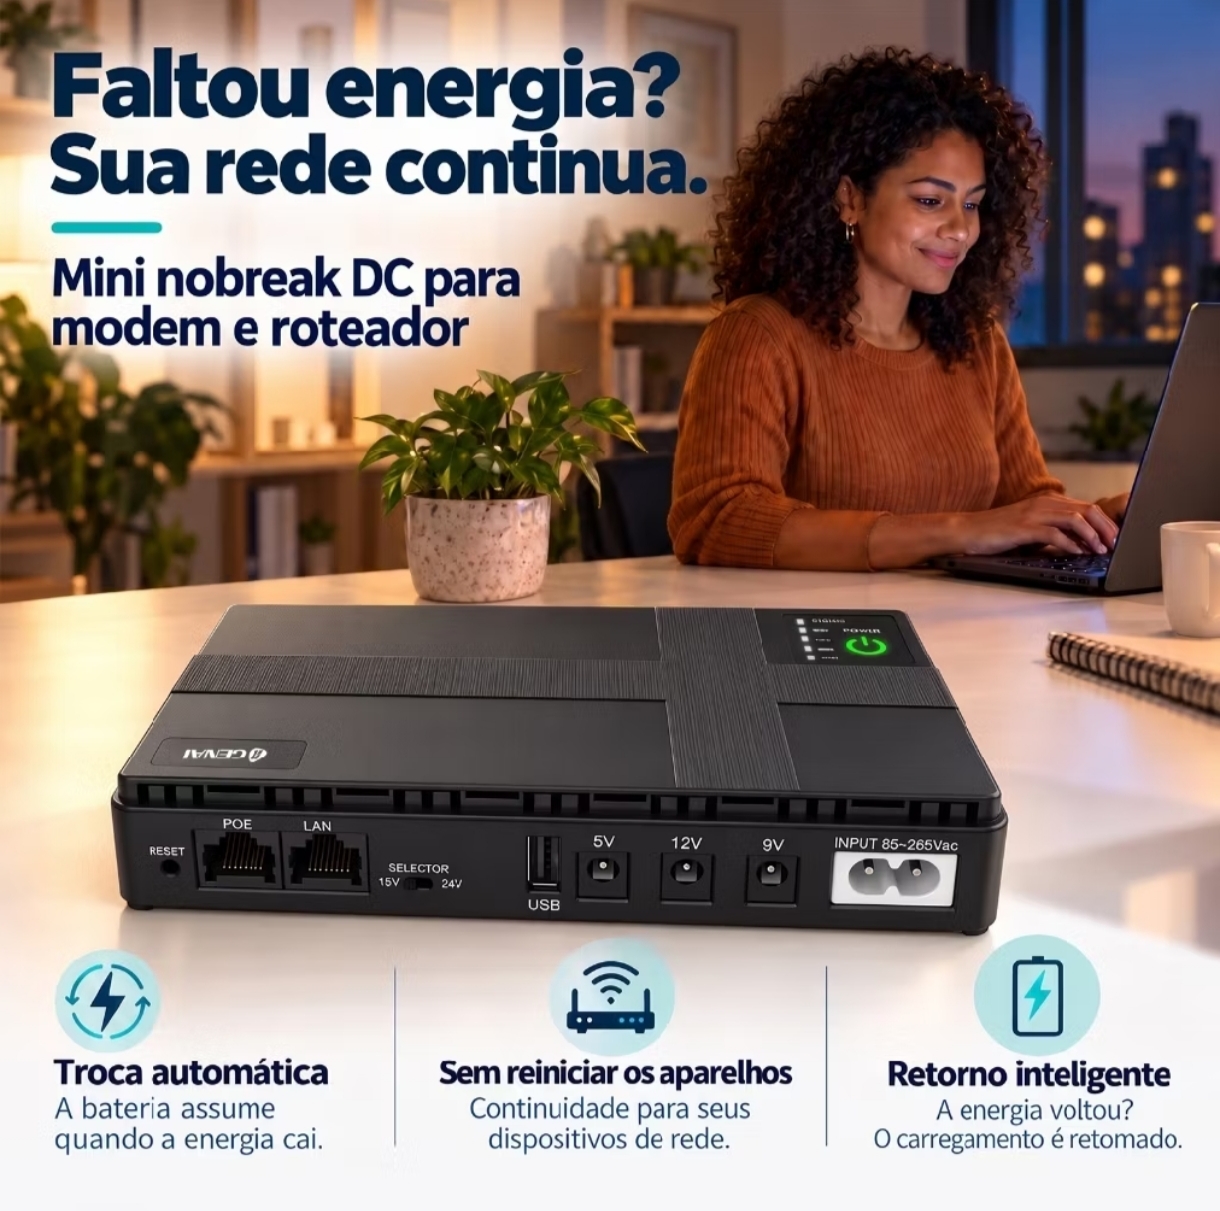 Faltou energia?
Sua rede continua.
Mini nobreak DC para
modem e roteador
POWER
GENAI
RESET
POE
LAN
SELECTOR
15V
24V
USB
5V
12V
9V
INPUT 85~265Vac
Troca automática
A bateria assume
quando a energia cai.
Sem reiniciar os aparelhos
Continuidade para seus
dispositivos de rede.
Retorno inteligente
A energia voltou?
O carregamento é retomado.